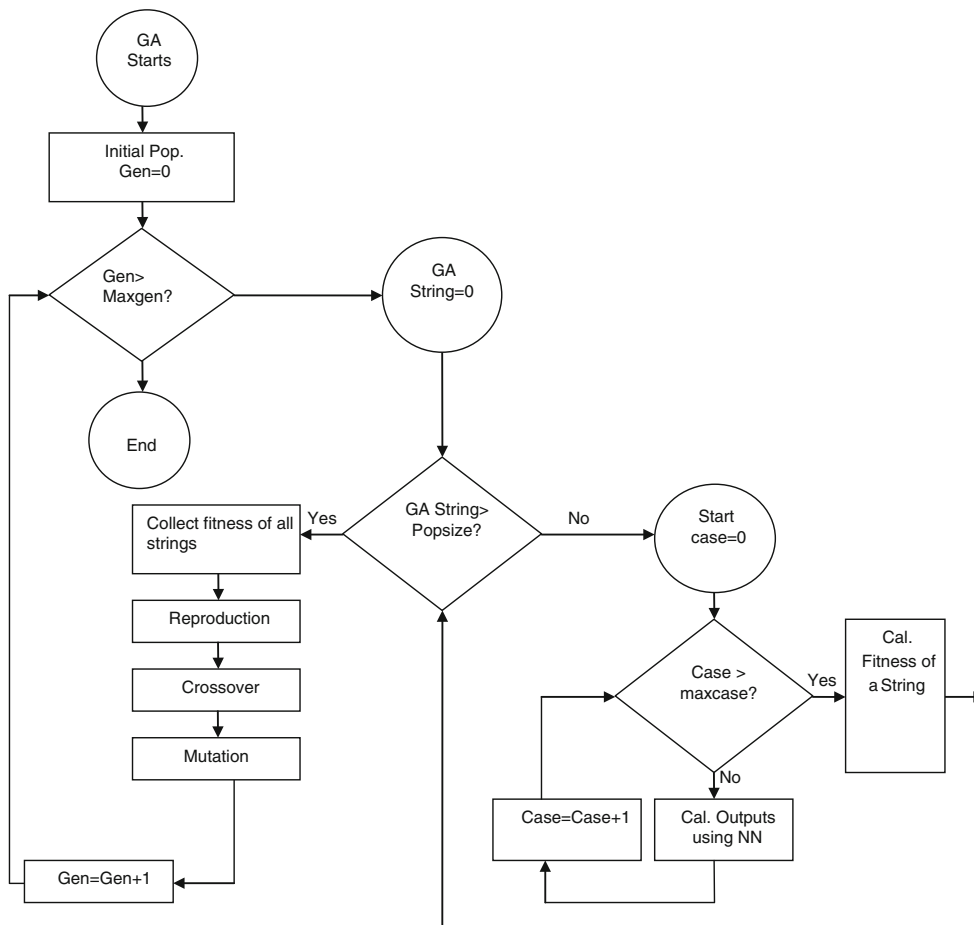 GA
Starts
Initial Pop.
Gen=0
Gen>
Maxgen?
GA
String=0
End
GA String>
Popsize?
Yes
No
Collect fitness of all
strings
Start
case=0
Reproduction
Crossover
Mutation
Gen=Gen+1
Case >
maxcase?
Yes
No
Cal.
Fitness of
a String
Case=Case+1
Cal. Outputs
using NN